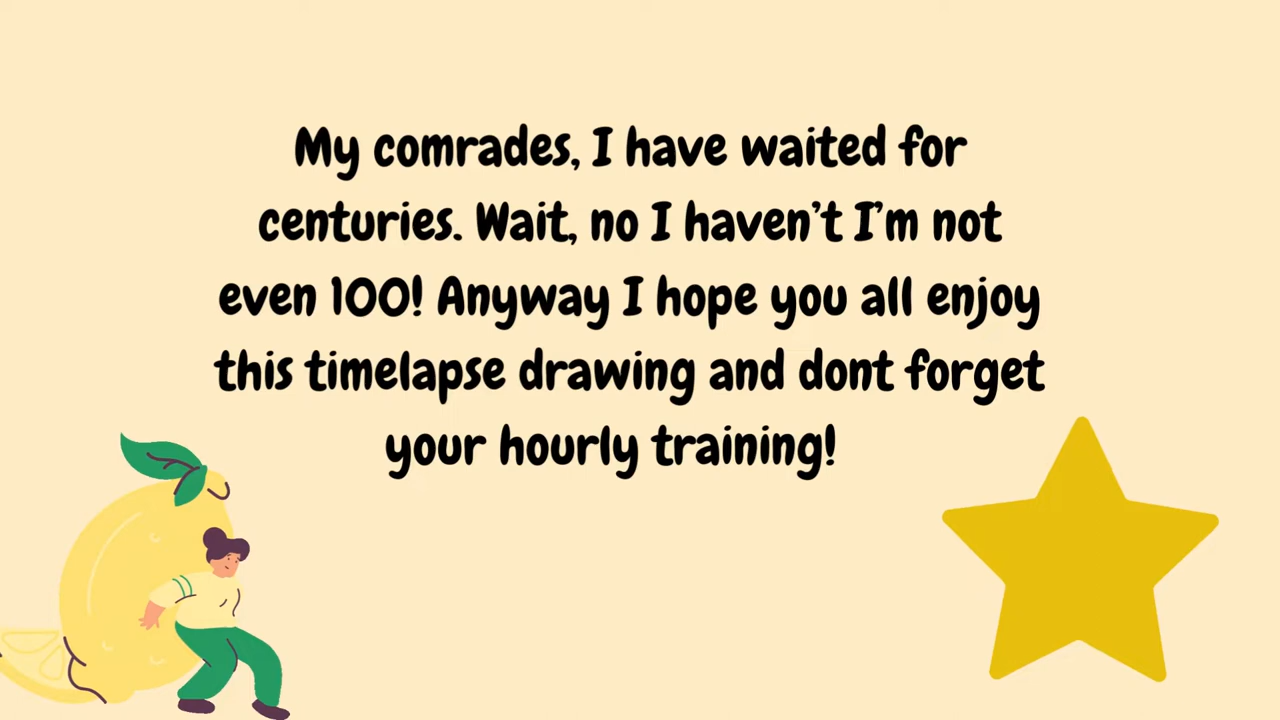 My comrades, I have waited for
centuries. Wait, no I haven't I'm not
even 100! Anyway I hope you all enjoy
this timelapse drawing and dont forget
your hourly training!